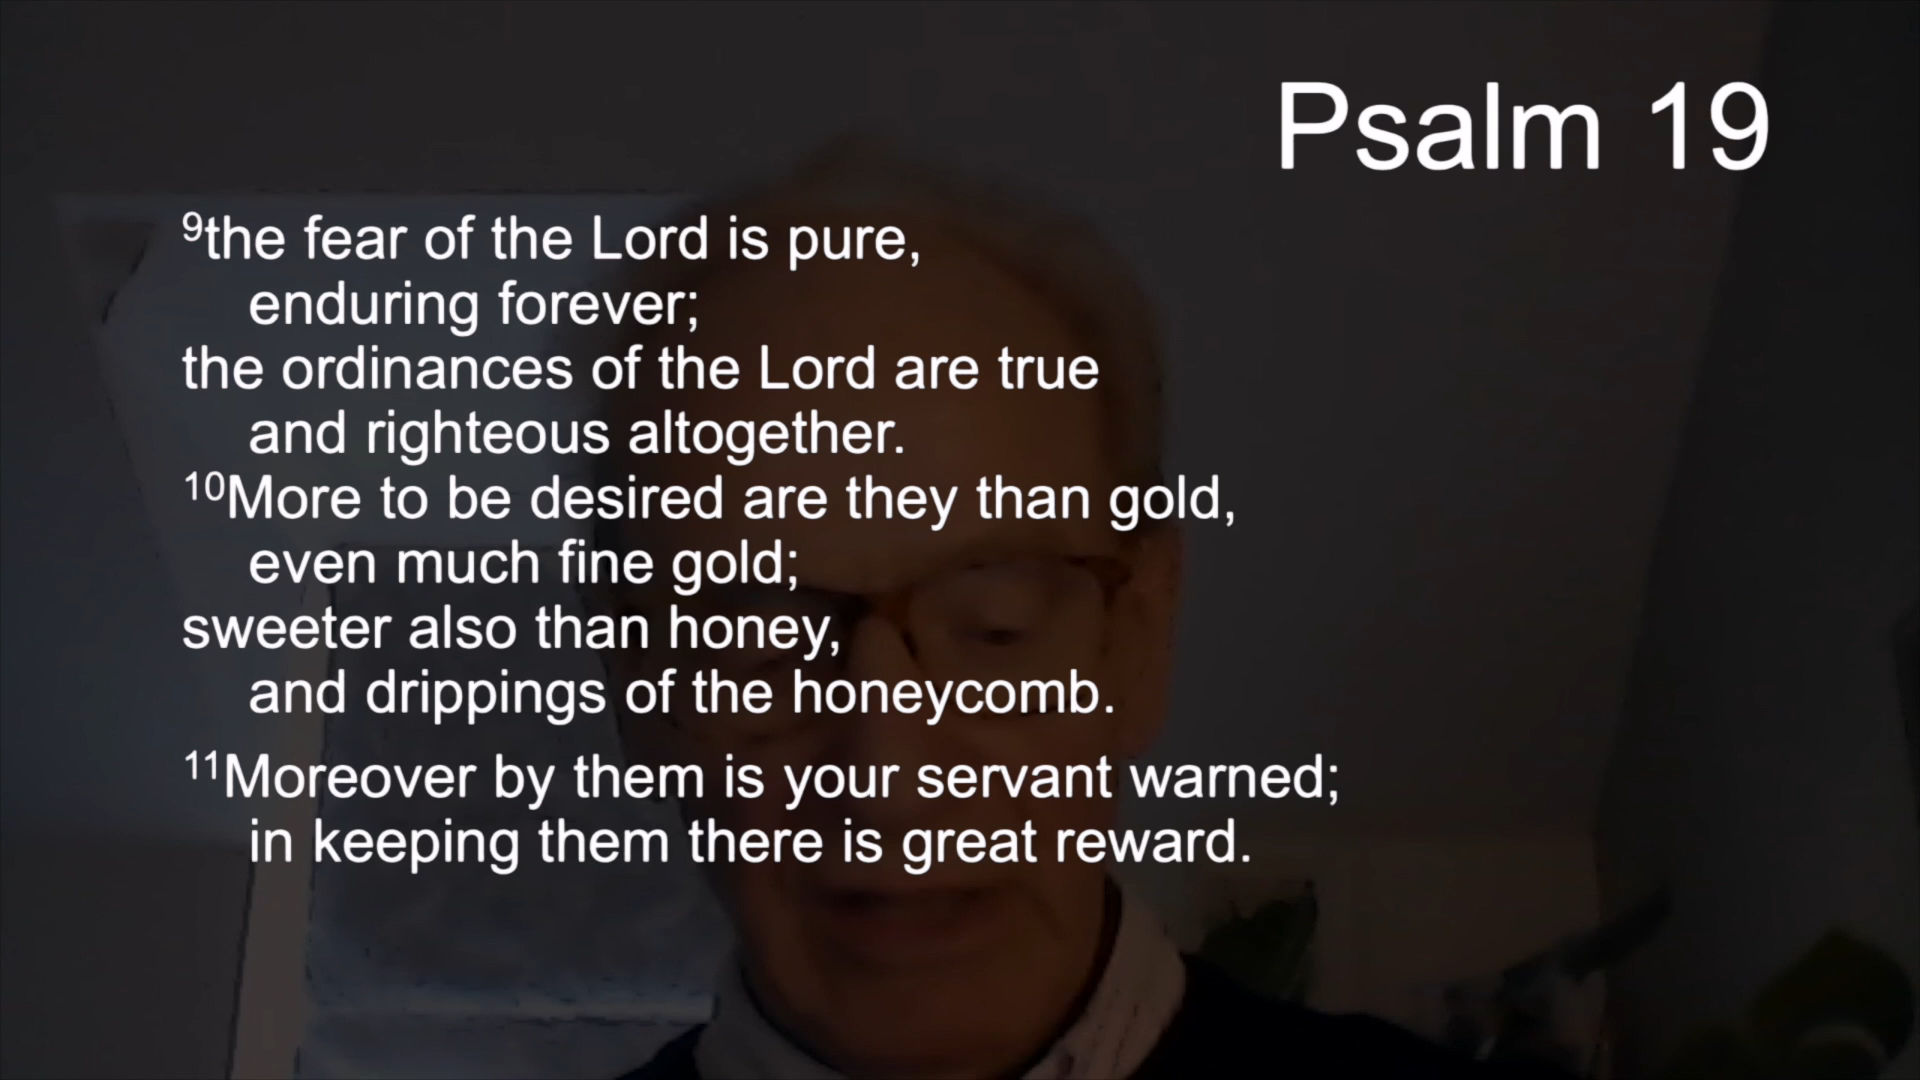 Psalm 19
9the fear of the Lord is pure,
enduring forever;
the ordinances of the Lord are true
and righteous altogether.
10More to be desired are they than gold,
even much fine gold;
sweeter also than honey,
and drippings of the honeycomb.
11Moreover by them is your servant warned;
in keeping them there is great reward.